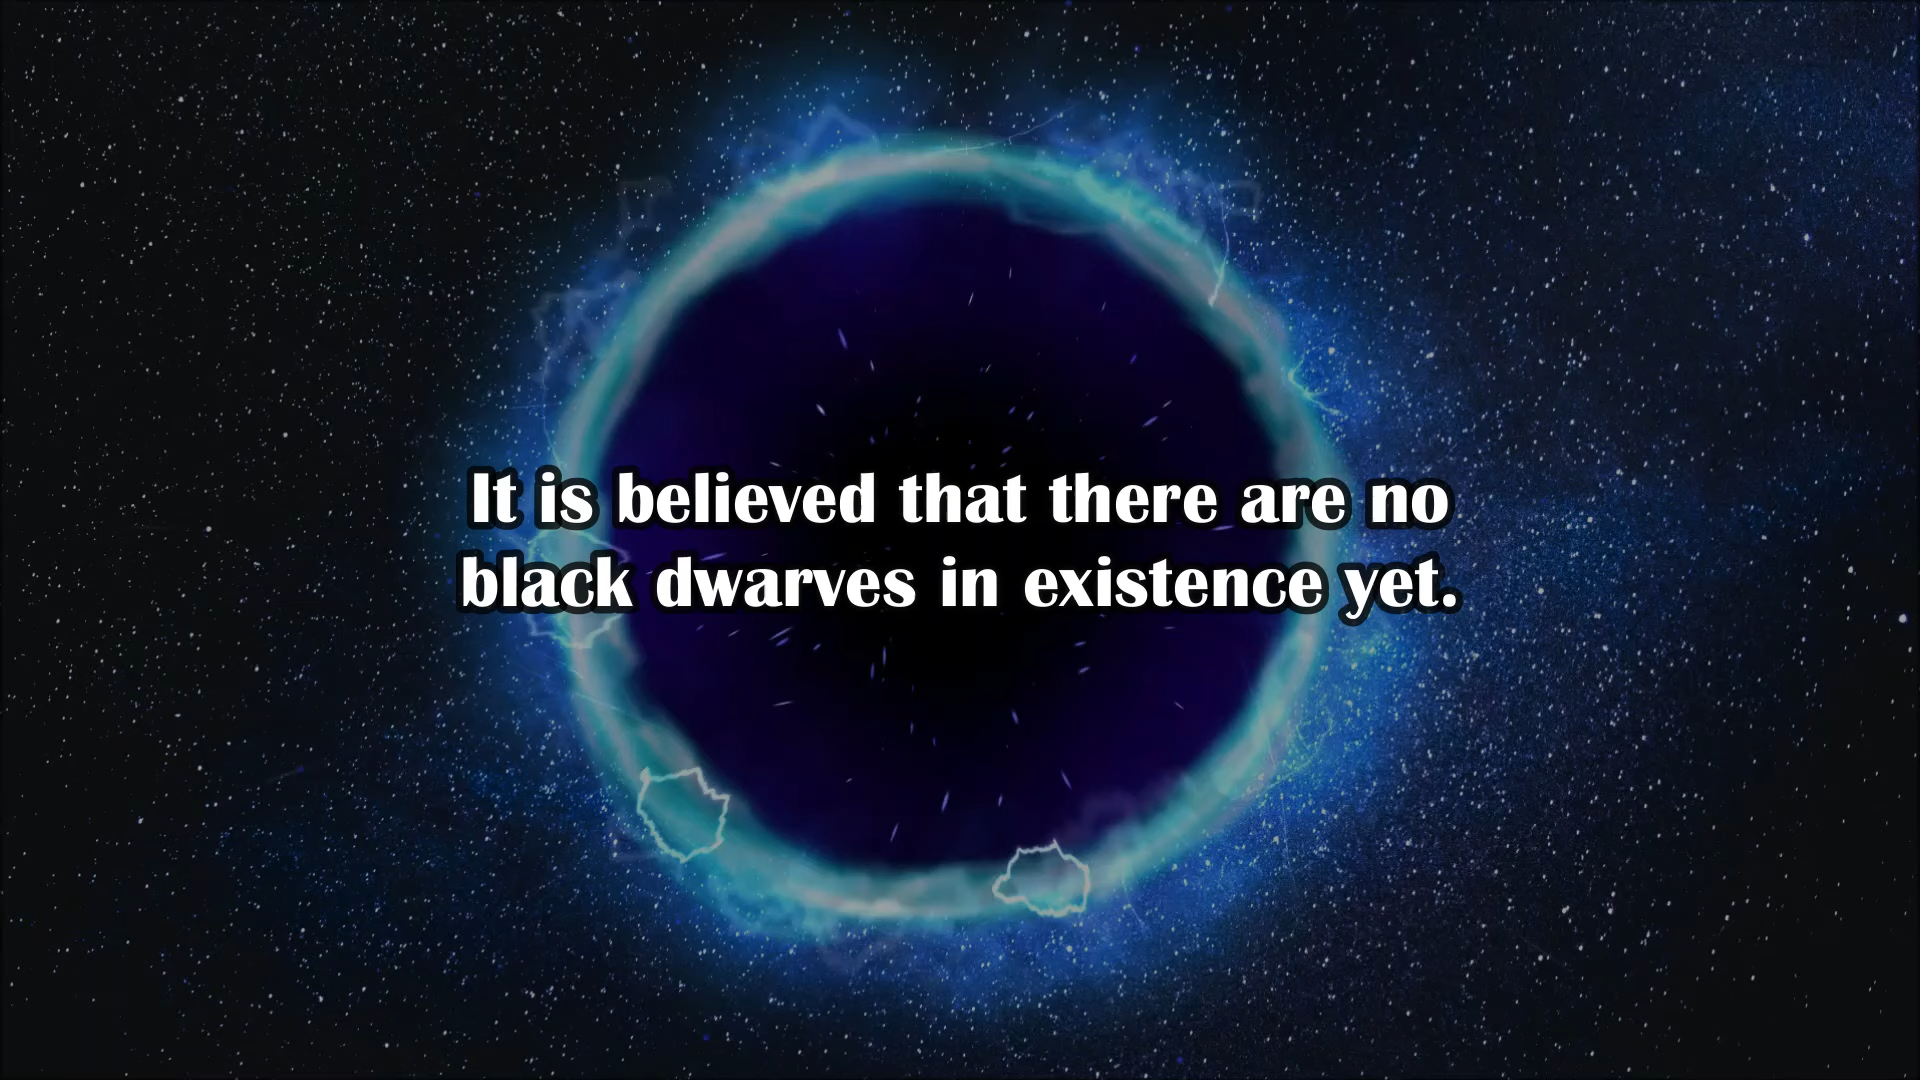 It is believed that there are no
black dwarves in existence yet.